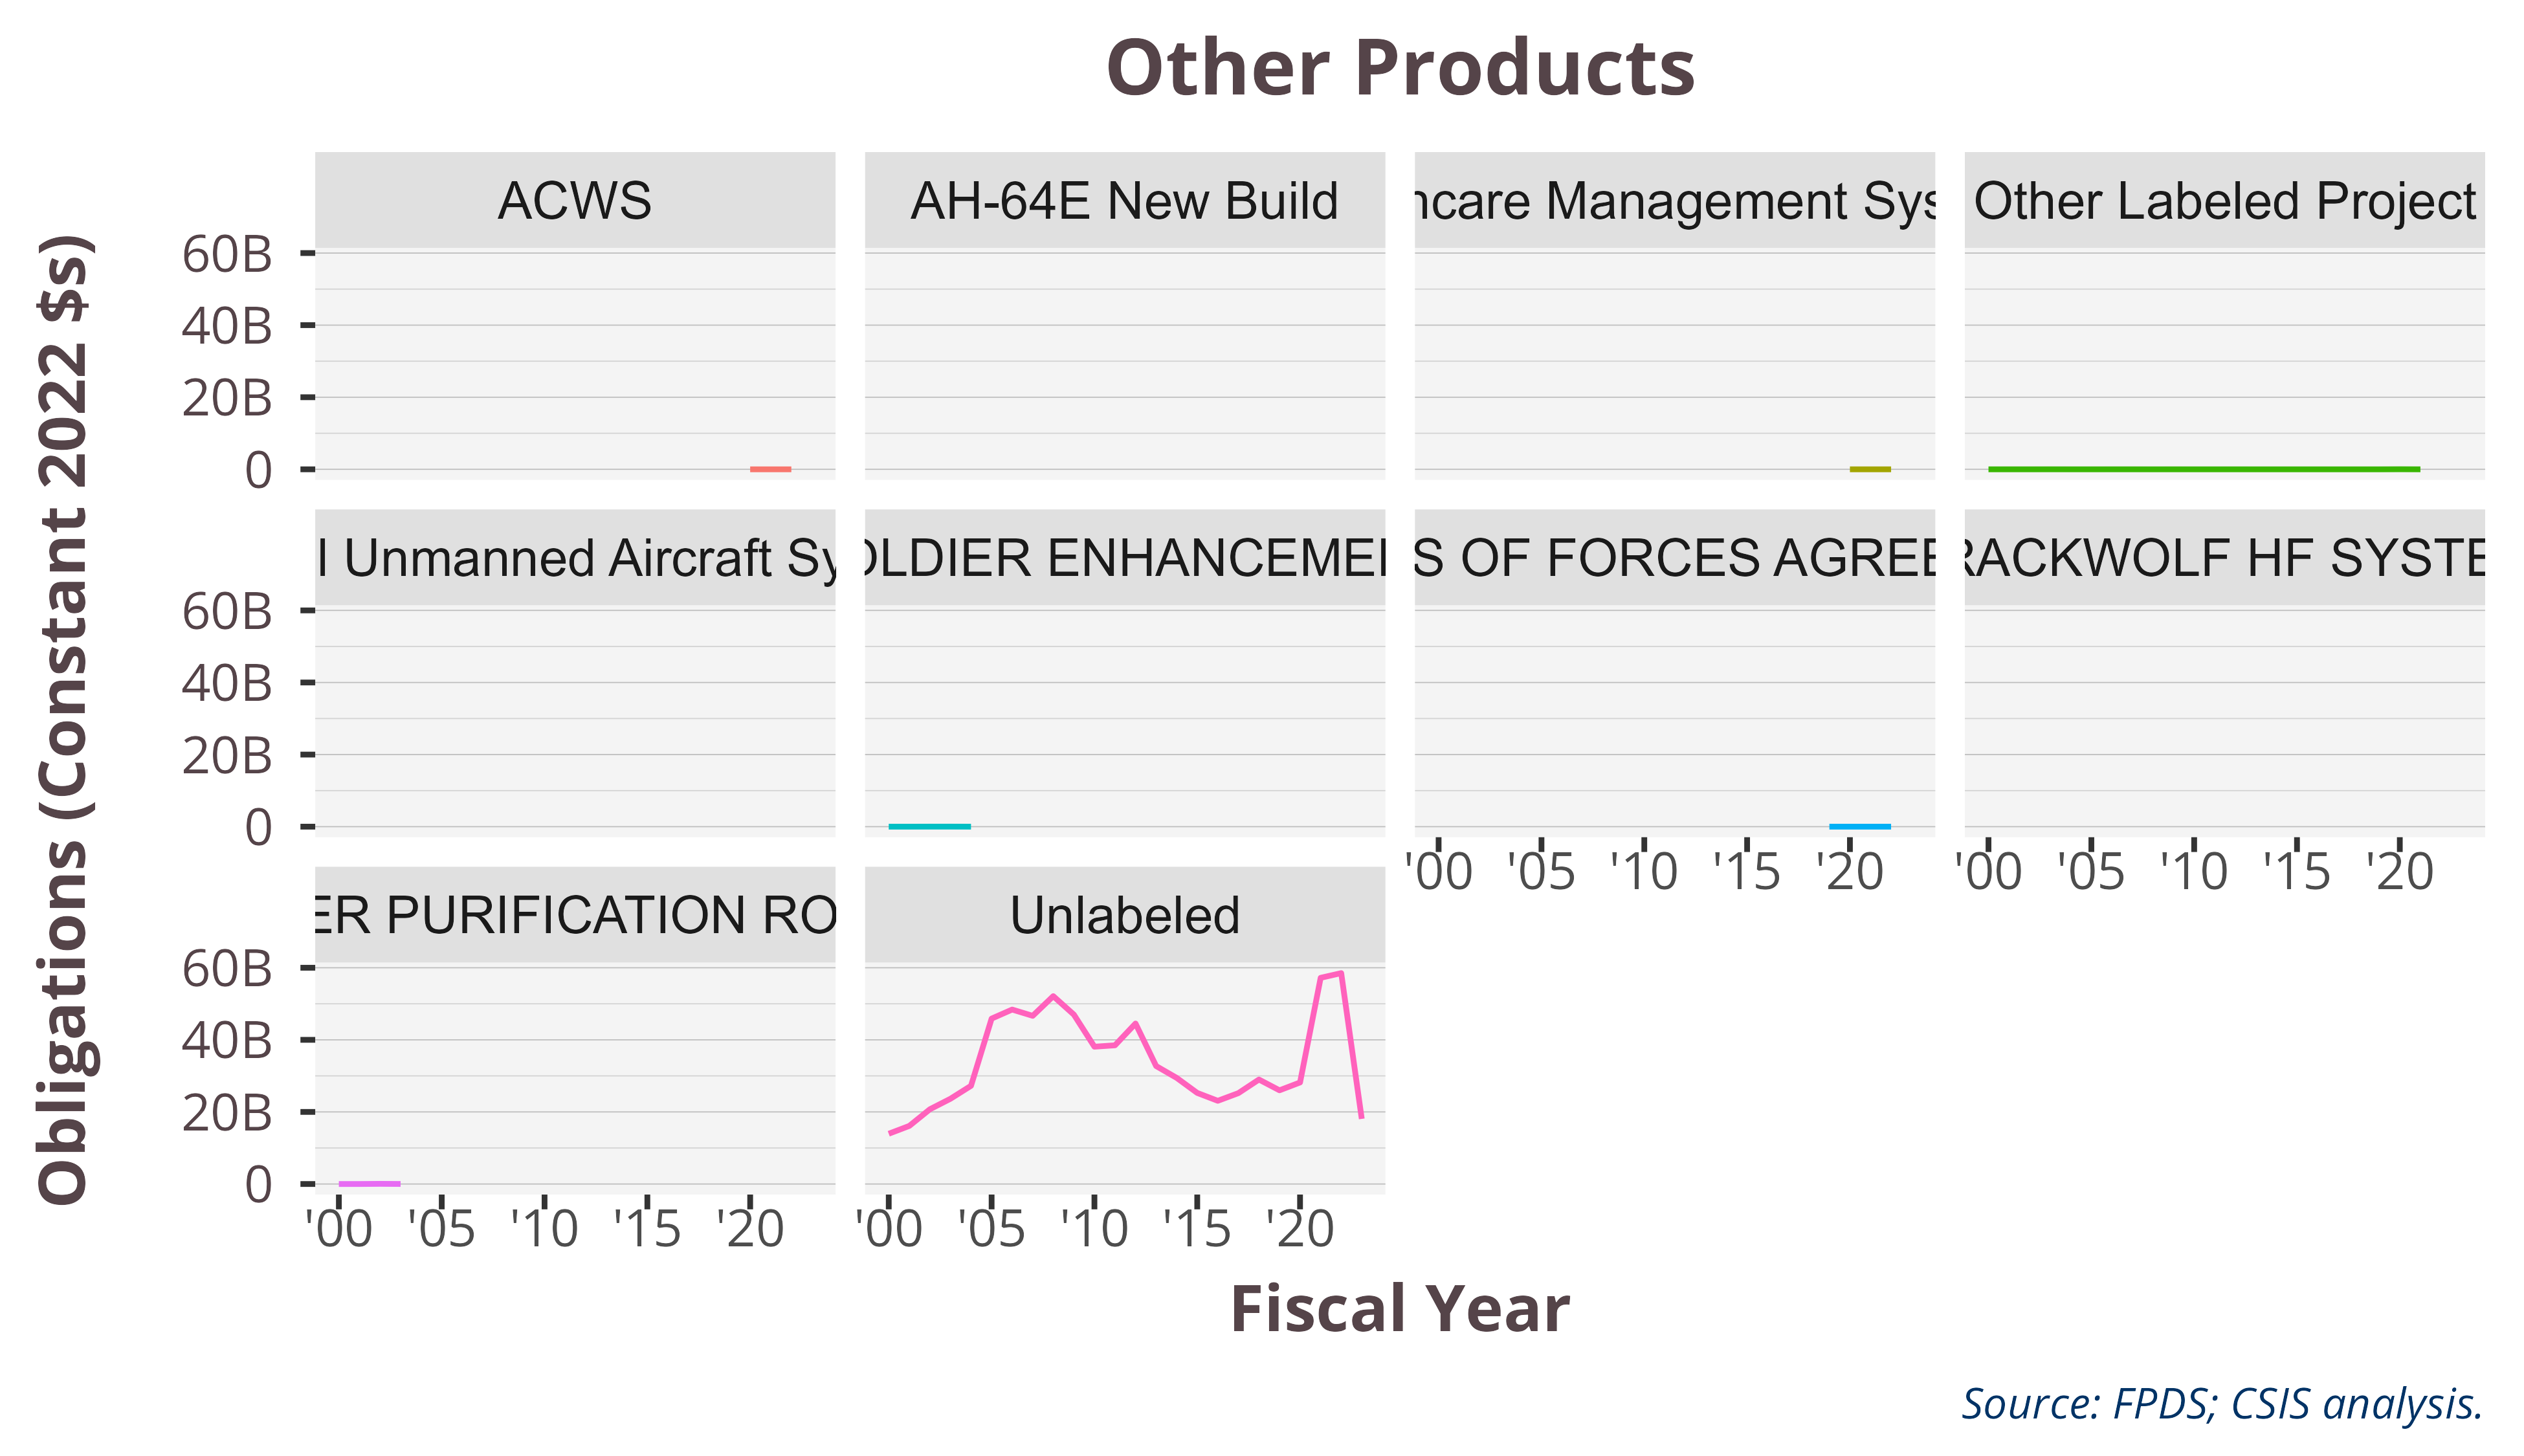 Other Products
Obligations (Constant 2022 $s)
ACWS
AH-64E New Build
ncare Management Sys
Other Labeled Project
60B
40B
20B
0
l Unmanned Aircraft Sy
OLDIER ENHANCEMEN
S OF FORCES AGREE
RACKWOLF HF SYSTE
60B
40B
20B
0
'00 '05 '10 '15 '20
'00 '05 '10 '15 '20
ER PURIFICATION RO
Unlabeled
60B
40B
20B
0
'00 '05 '10 '15 '20
'00 '05 '10 '15 '20
Fiscal Year
Source: FPDS; CSIS analysis.